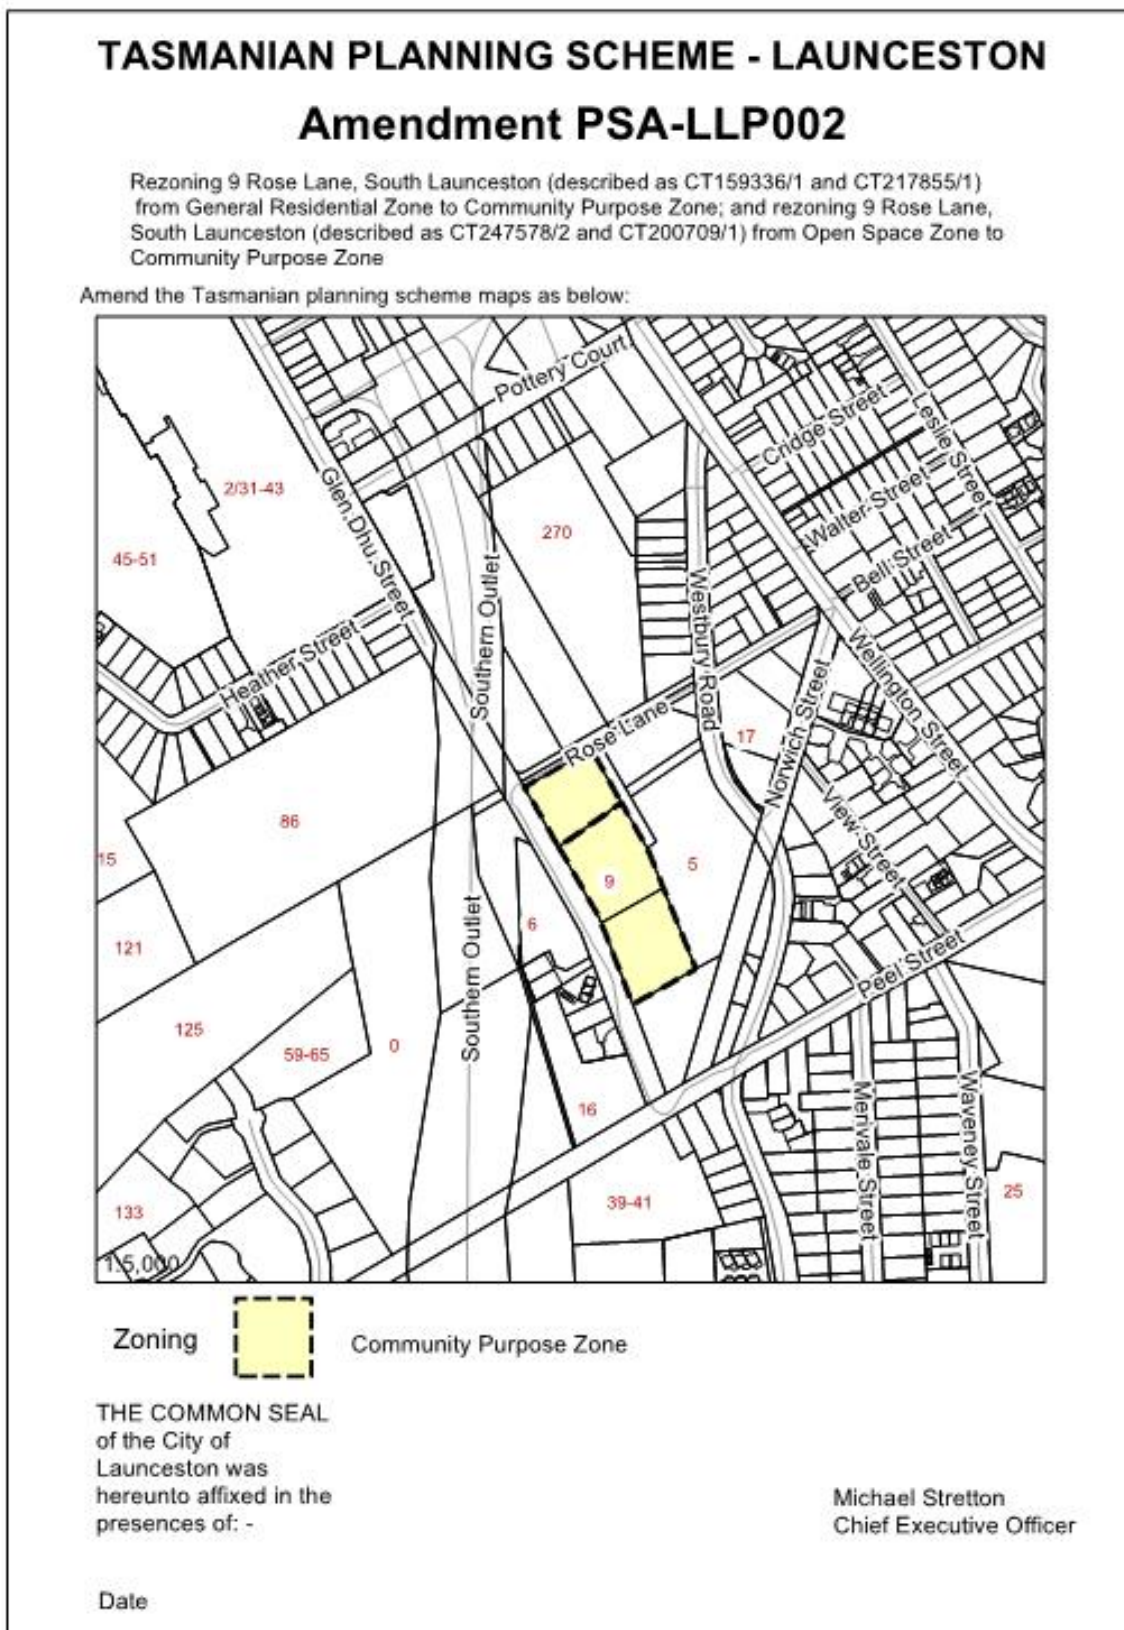 TASMANIAN PLANNING SCHEME - LAUNCESTON
Amendment PSA-LLP002
Rezoning 9 Rose Lane, South Launceston (described as CT159336/1 and CT217855/1)
from General Residential Zone to Community Purpose Zone; and rezoning 9 Rose Lane,
South Launceston (described as CT247578/2 and CT200709/1) from Open Space Zone to
Community Purpose Zone
Amend the Tasmanian planning scheme maps as below:
Pottery Court
Cridge Street
Leslie Street
2/31-43
Glen Dhu Street
Walter Street
270
45-51
Bell Street
Southern Outlet
Westbury Road
Heather Street
Wellington Street
Rose Lane
Norwich Street
17
86
View Street
15
5
9
6
121
Southern Outlet
Peel Street
125
59-65
0
16
Merivale Street
Waveney Street
39-41
25
133
1:5,000
Zoning
Community Purpose Zone
THE COMMON SEAL
of the City of
Launceston was
hereunto affixed in the
presences of: -
Michael Stretton
Chief Executive Officer
Date